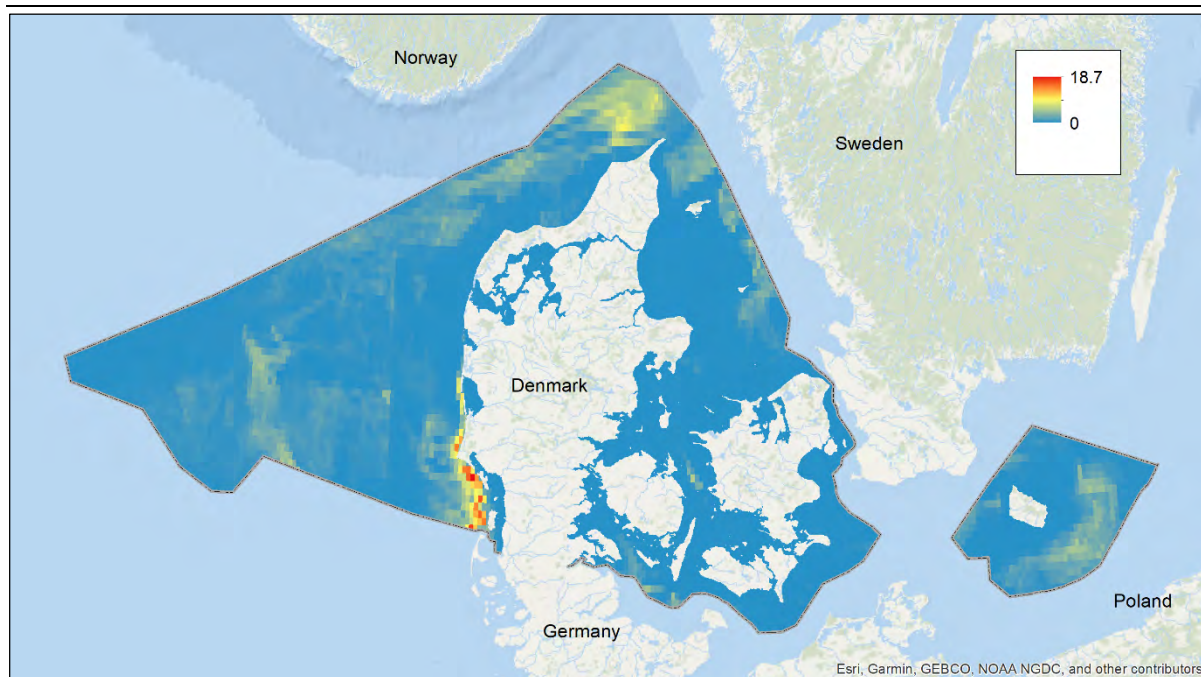 Norway
18.7
0
Sweden
Denmark
Poland
Germany
Esri, Garmin, GEBCO, NOAA NGDC, and other contributors